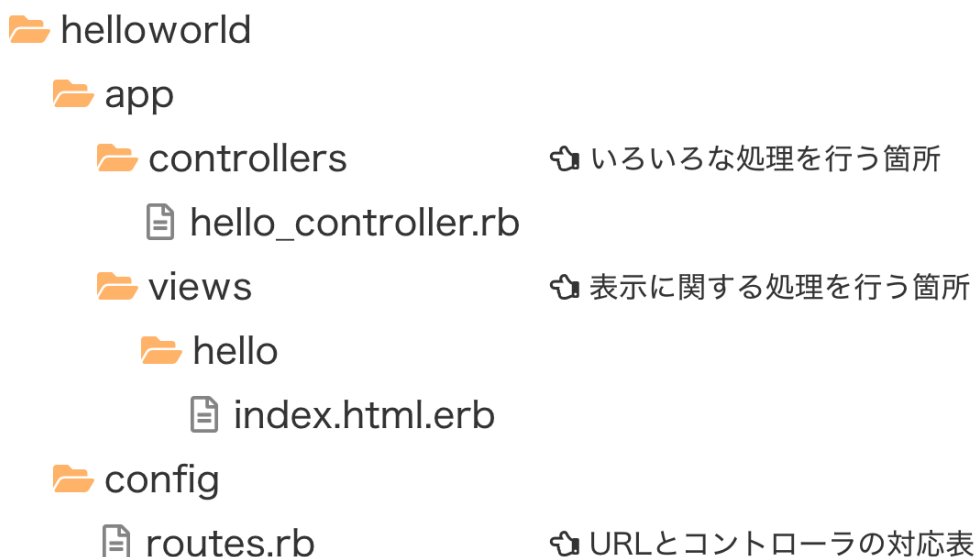 helloworld
app
controllers いろいろな処理を行う箇所
hello_controller.rb
views 表示に関する処理を行う箇所
hello
index.html.erb
config
routes.rb URLとコントローラの対応表